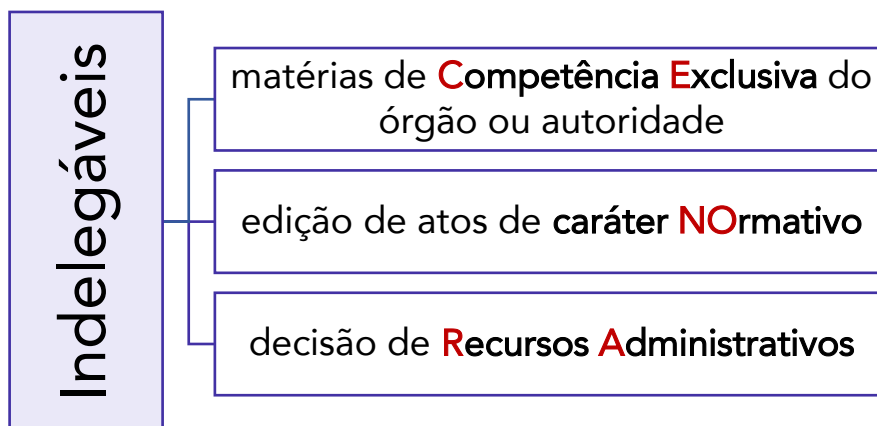 Indelegáveis
matérias de Competência Exclusiva do
órgão ou autoridade
edição de atos de caráter NOrmativo
decisão de Recursos Administrativos